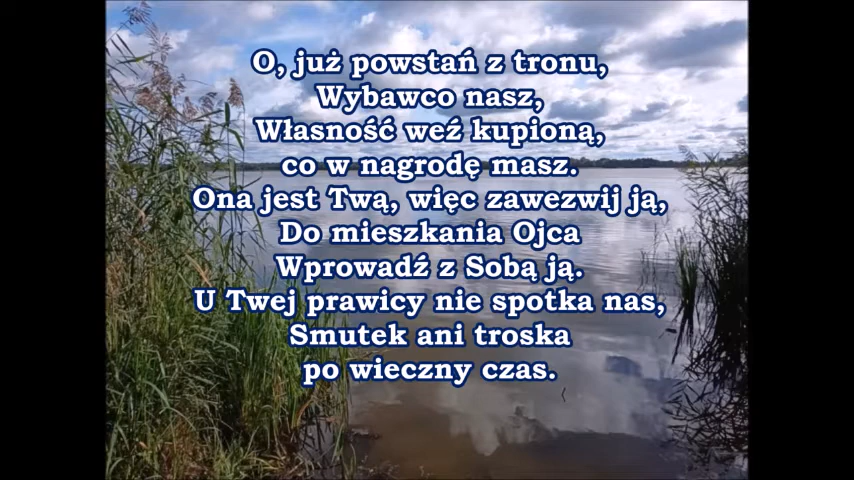 O, już powstań z tronu,
Wybawco nasz,
Własność weź kupioną,
co w nagrodę masz.
Ona jest Twą, więc zawezwij ją,
Do mieszkania Ojca
Wprowadź z Sobą ją.
U Twej prawicy nie spotka nas,
Smutek ani troska
po wieczny czas.